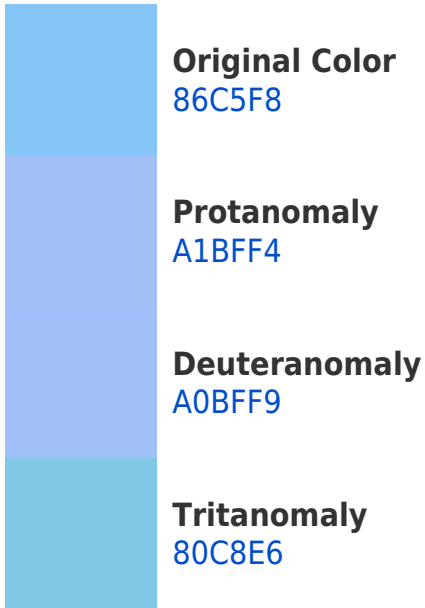 Original Color
86C5F8
Protanomaly
A1BFF4
Deuteranomaly
A0BFF9
Tritanomaly
80C8E6